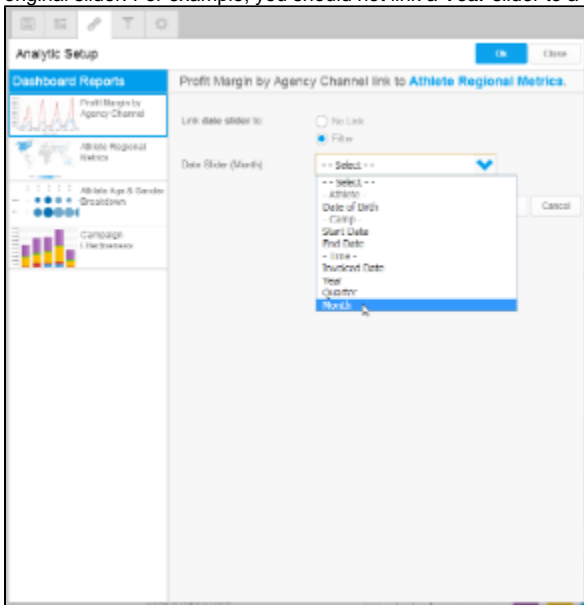 original slider. For example, you should not link a Year slider to a
Analytic Setup
Ok
Close
Dashboard Reports
Profit Margin by Agency Channel link to Athlete Regional Metrics.
Profit Margin by
Agency Channel
Link date slider to:
No Link
Filter
Athlete Regional
Metrics
Date Slider (Month)
-- Select --
-- Select --
- Athlete -
Date of Birth
- Camp -
Start Date
End Date
- Time -
Invoiced Date
Year
Quarter
Month
Cancel
Athlete Age & Gender
Breakdown
Campaign
Effectiveness